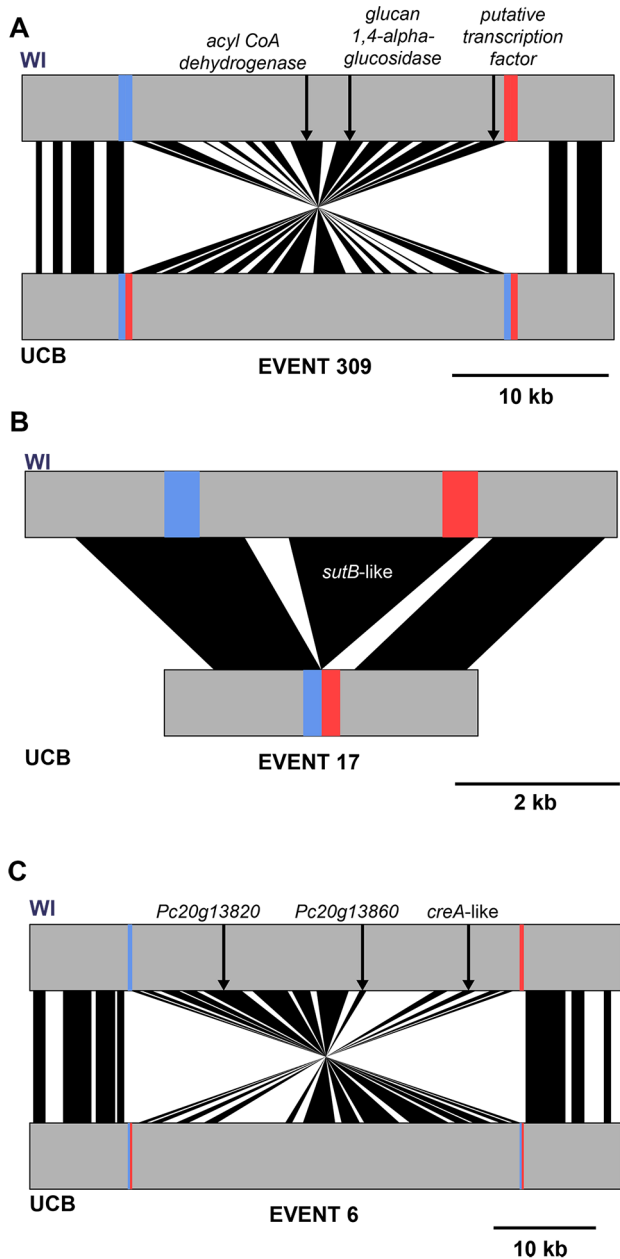 A
WI
acyl CoA
dehydrogenase
glucan
1,4-alpha-
glucosidase
putative
transcription
factor
UCB
EVENT 309
10 kb
B
WI
sutB-like
UCB
EVENT 17
2 kb
C
WI
Pc20g13820
Pc20g13860
creA-like
UCB
EVENT 6
10 kb